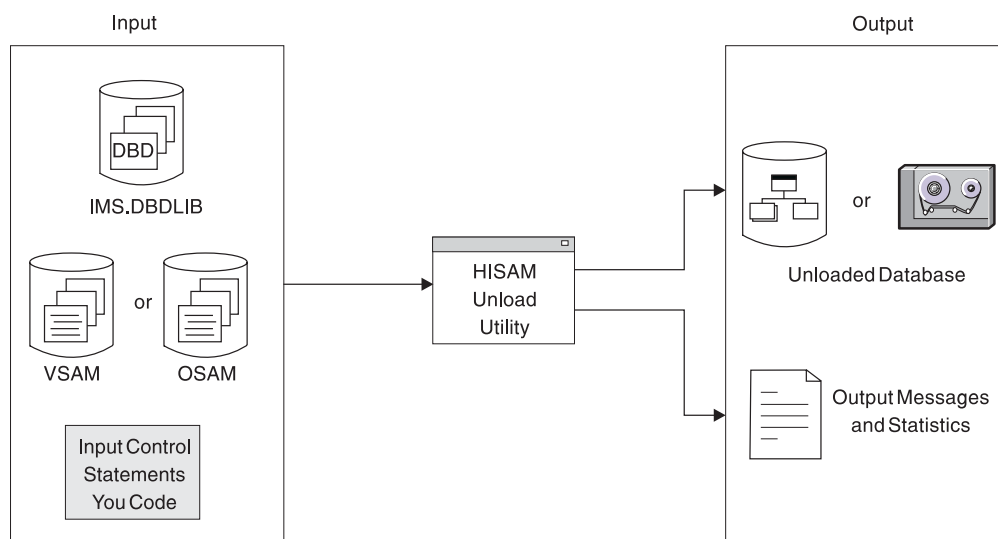 Input
DBD
IMS.DBDLIB
or
VSAM
OSAM
Input Control
Statements
You Code
HISAM
Unload
Utility
Output
or
Unloaded Database
Output Messages
and Statistics